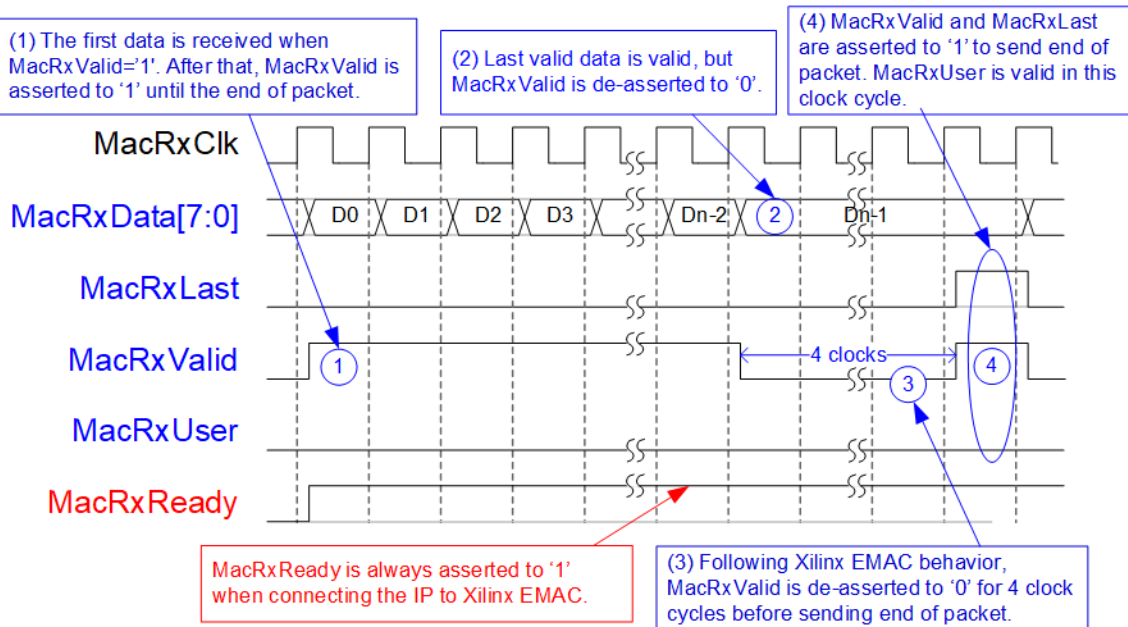 (1) The first data is received when
MacRxValid='1'. After that, MacRxValid is
asserted to '1' until the end of packet.
(2) Last valid data is valid, but
MacRxValid is de-asserted to ‘0’.
(4) MacRxValid and MacRxLast
are asserted to ‘1’ to send end of
packet. MacRxUser is valid in this
clock cycle.
MacRxClk
MacRxData[7:0]
D0 D1 D2 D3 Dn-2 2 Dn-1
MacRxLast
MacRxValid
1 4 clocks 3 4
MacRxUser
MacRxReady
MacRxReady is always asserted to ‘1’
when connecting the IP to Xilinx EMAC.
(3) Following Xilinx EMAC behavior,
MacRxValid is de-asserted to ‘0’ for 4 clock
cycles before sending end of packet.